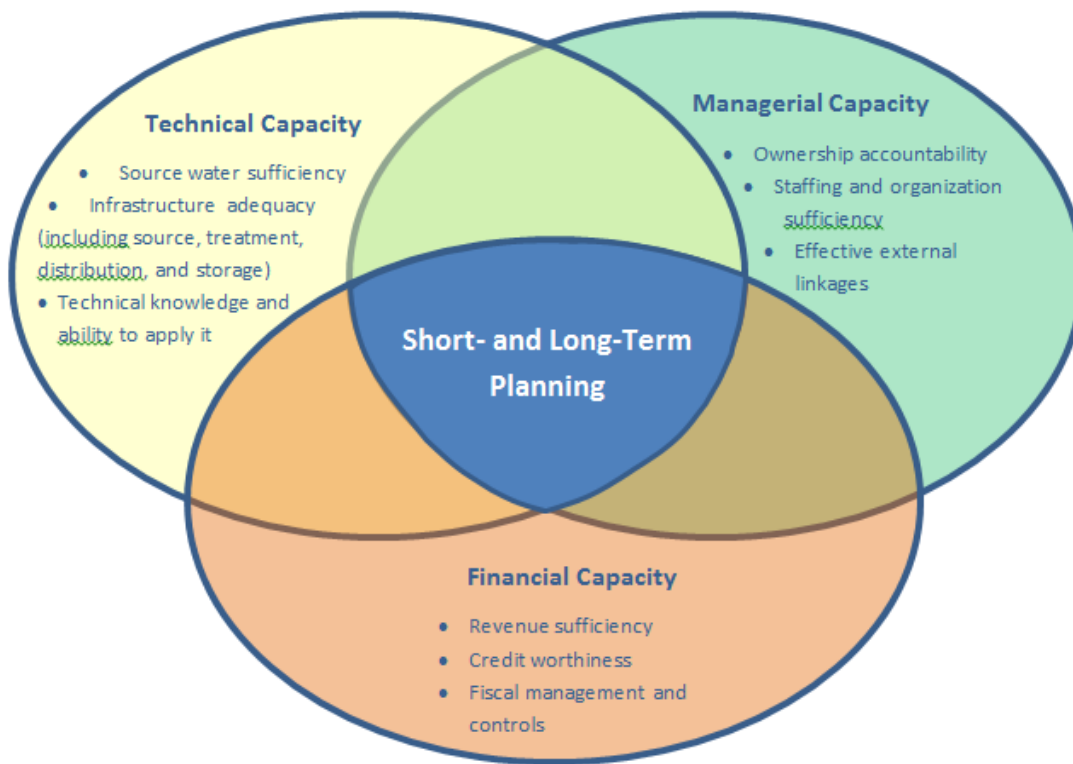 Technical Capacity
• Source water sufficiency
• Infrastructure adequacy
(including source, treatment,
distribution, and storage)
• Technical knowledge and
ability to apply it
Managerial Capacity
• Ownership accountability
• Staffing and organization
sufficiency
• Effective external
linkages
Short- and Long-Term
Planning
Financial Capacity
• Revenue sufficiency
• Credit worthiness
• Fiscal management and
controls